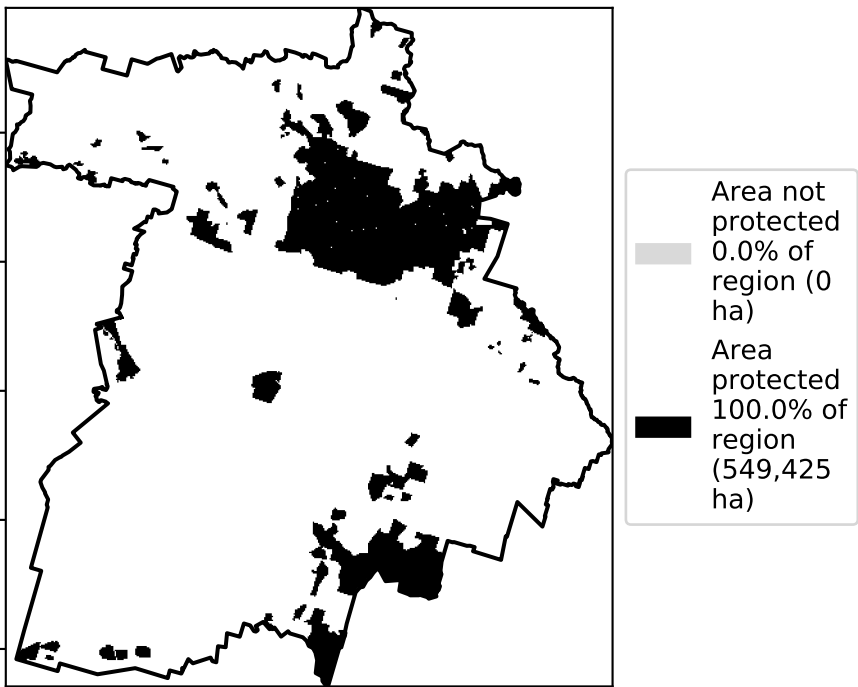 Area not
protected
0.0% of
region (0
ha)
Area
protected
100.0% of
region
(549,425
ha)